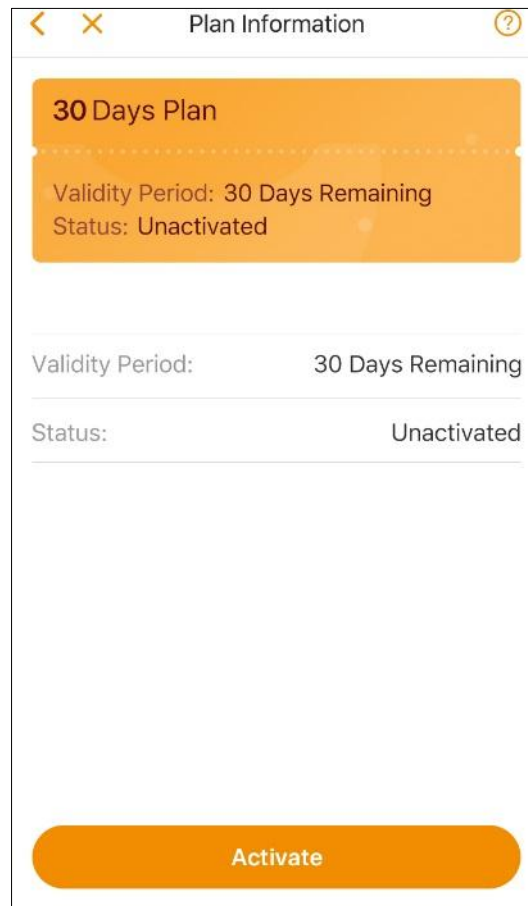 Plan Information
30 Days Plan
Validity Period: 30 Days Remaining
Status: Unactivated
Validity Period: 30 Days Remaining
Status: Unactivated
Activate